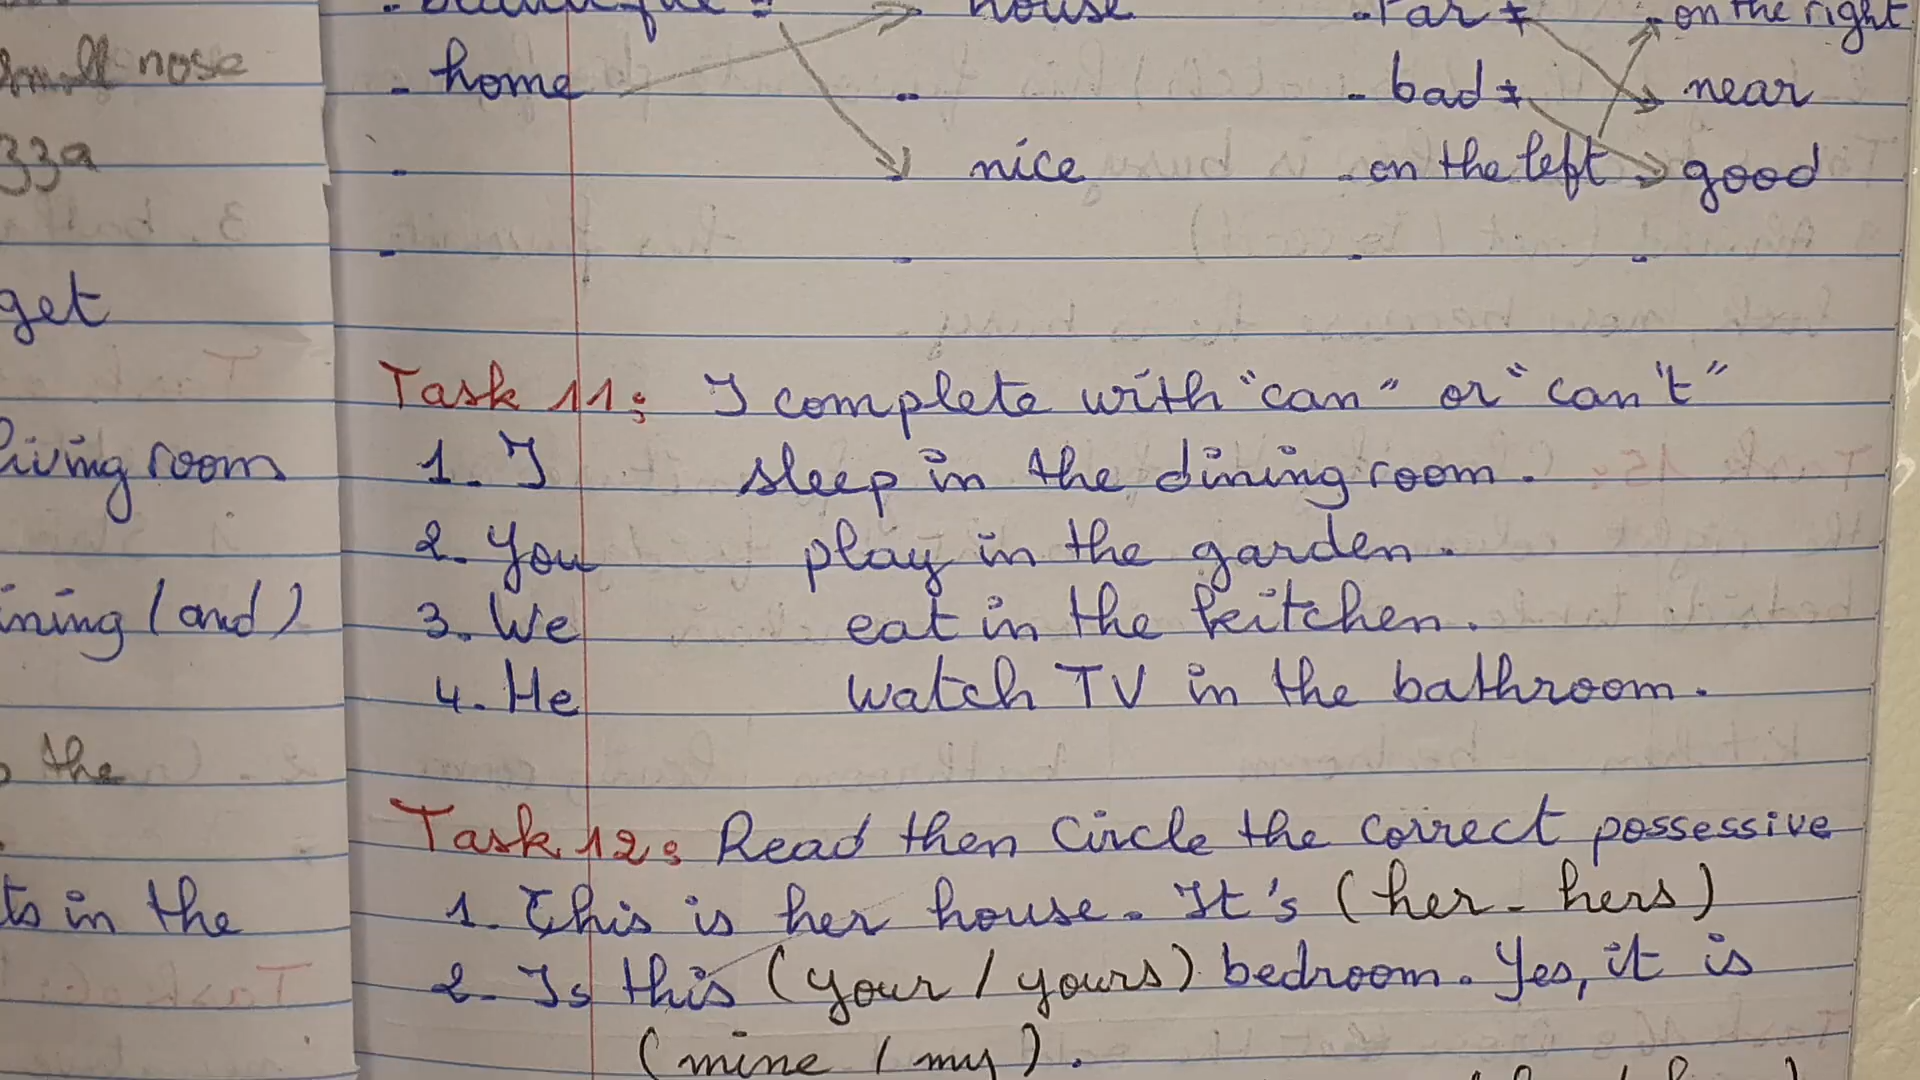 small nose
33a
get
living room
(and)
the
in the
house
on the right
- home
- bad ≠
near
nice
- on the left
good
Task 11: I complete with "can" or "can't"
1. I sleep in the dining room.
2. You play in the garden.
3. We eat in the kitchen.
4. He watch TV in the bathroom.
Task 12: Read then Circle the correct possessive
1. This is her house. It's (her - hers)
2. Is this (your / yours) bedroom. Yes, it is
(mine / my).